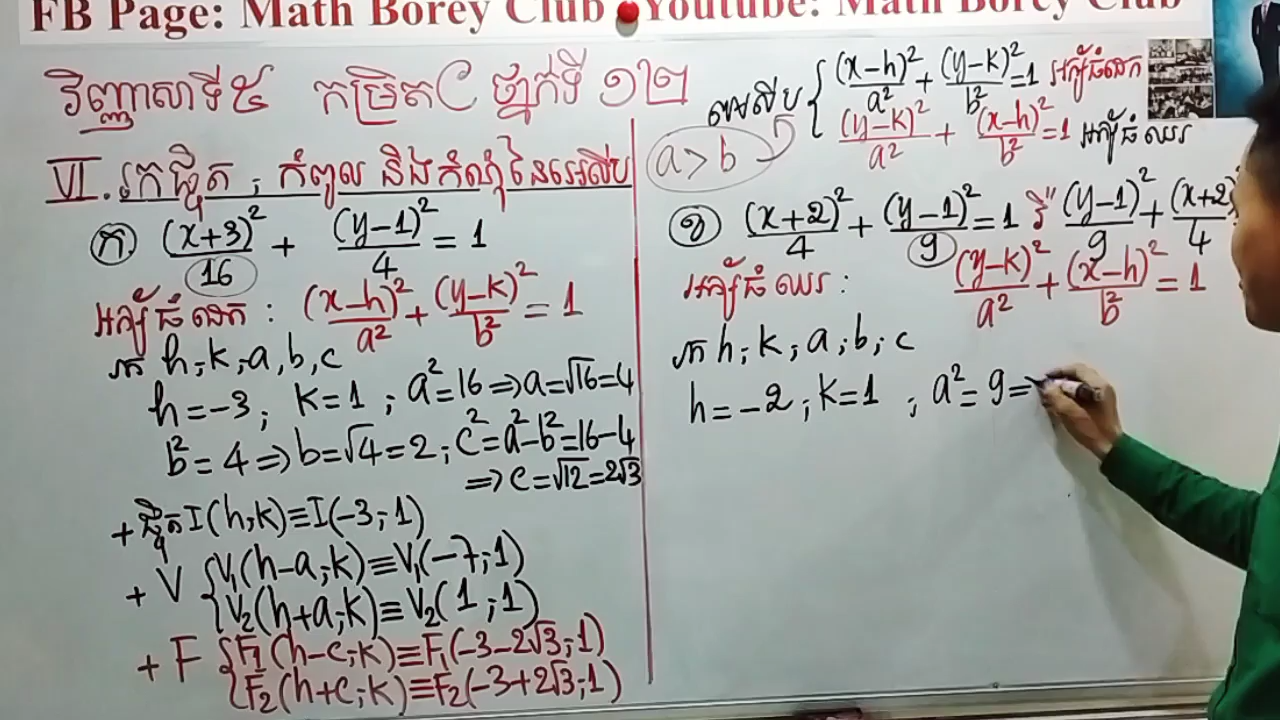 FB Page: Math Borey Club Youtube: Math Borey Club
វិញ្ញាសាទី៥ កម្រិតC ថ្នាក់ទី ១២
VI. រកផ្ចិត ; កំពូល និងកំណុំនៃអេលីប
ក) (x+3)²/16 + (y-1)²/4 = 1
អ័ក្សធំដេក : (x-h)²/a² + (y-k)²/b² = 1
រក h; k; a, b, c
h = -3; k = 1 ; a² = 16 ⇒ a = √16 = 4
b² = 4 ⇒ b = √4 = 2 ; c² = a² - b² = 16 - 4
⇒ c = √12 = 2√3
+ ផ្ចិត I(h;k) ≡ I(-3;1)
+ V { V₁(h-a;k) ≡ V₁(-7;1)
V₂(h+a;k) ≡ V₂(1;1)
+ F { F₁(h-c;k) ≡ F₁(-3-2√3;1)
F₂(h+c;k) ≡ F₂(-3+2√3;1)
អេលីប { (x-h)²/a² + (y-k)²/b² = 1 អ័ក្សធំដេក
(y-k)²/a² + (x-h)²/b² = 1 អ័ក្សធំឈរ
a > b
ខ) (x+2)²/4 + (y-1)²/9 = 1 ឬ (y-1)²/9 + (x+2)²/4
អ័ក្សធំឈរ : (y-k)²/a² + (x-h)²/b² = 1
រក h; k; a; b; c
h = -2; k = 1 ; a² = 9 =